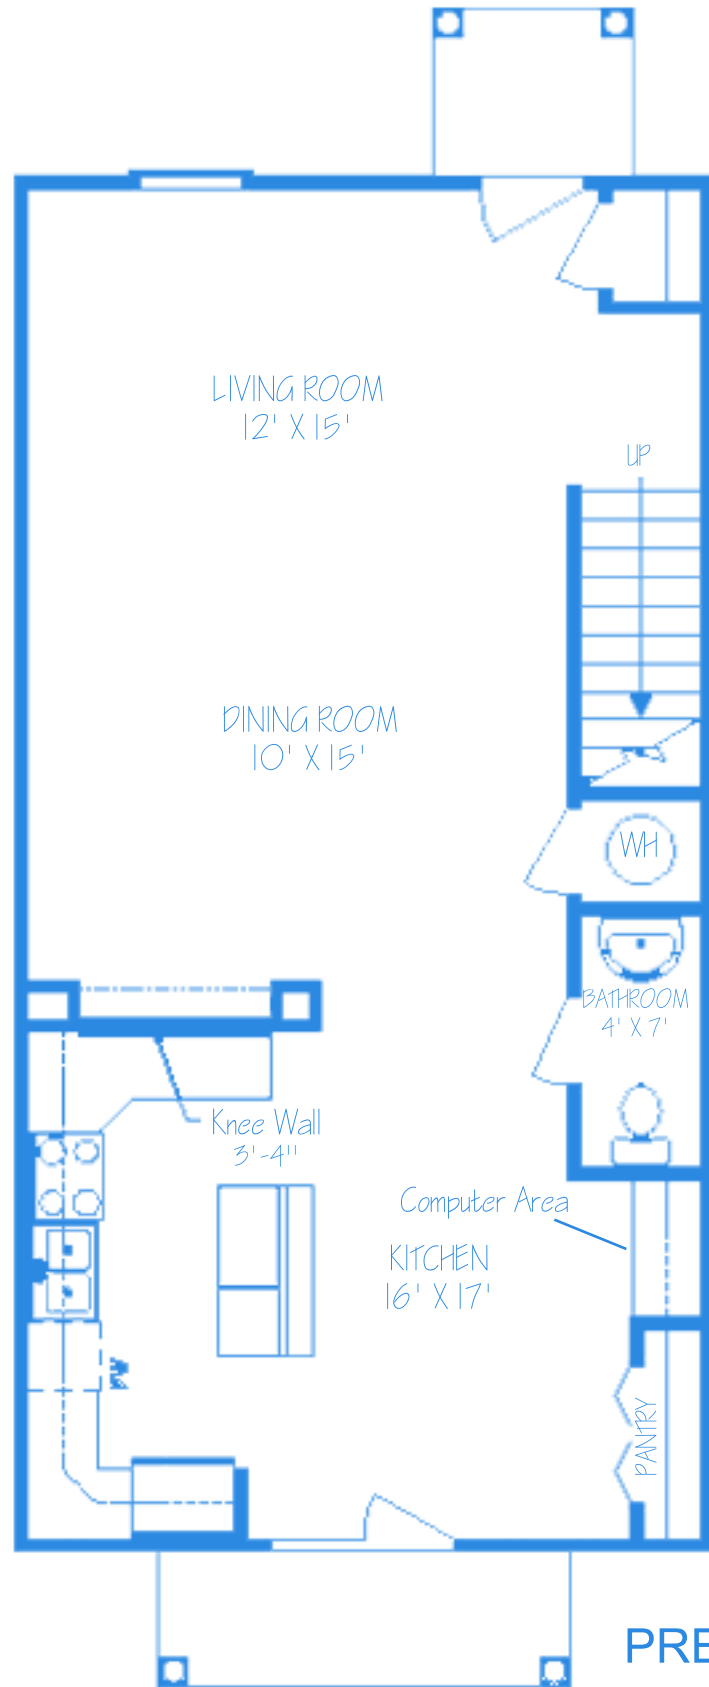 LIVING ROOM
12' X 15'
UP
DINING ROOM
10' X 15'
WH
BATHROOM
4' X 7'
Knee Wall
3'-4"
Computer Area
KITCHEN
16' X 17'
PANTRY
PRE